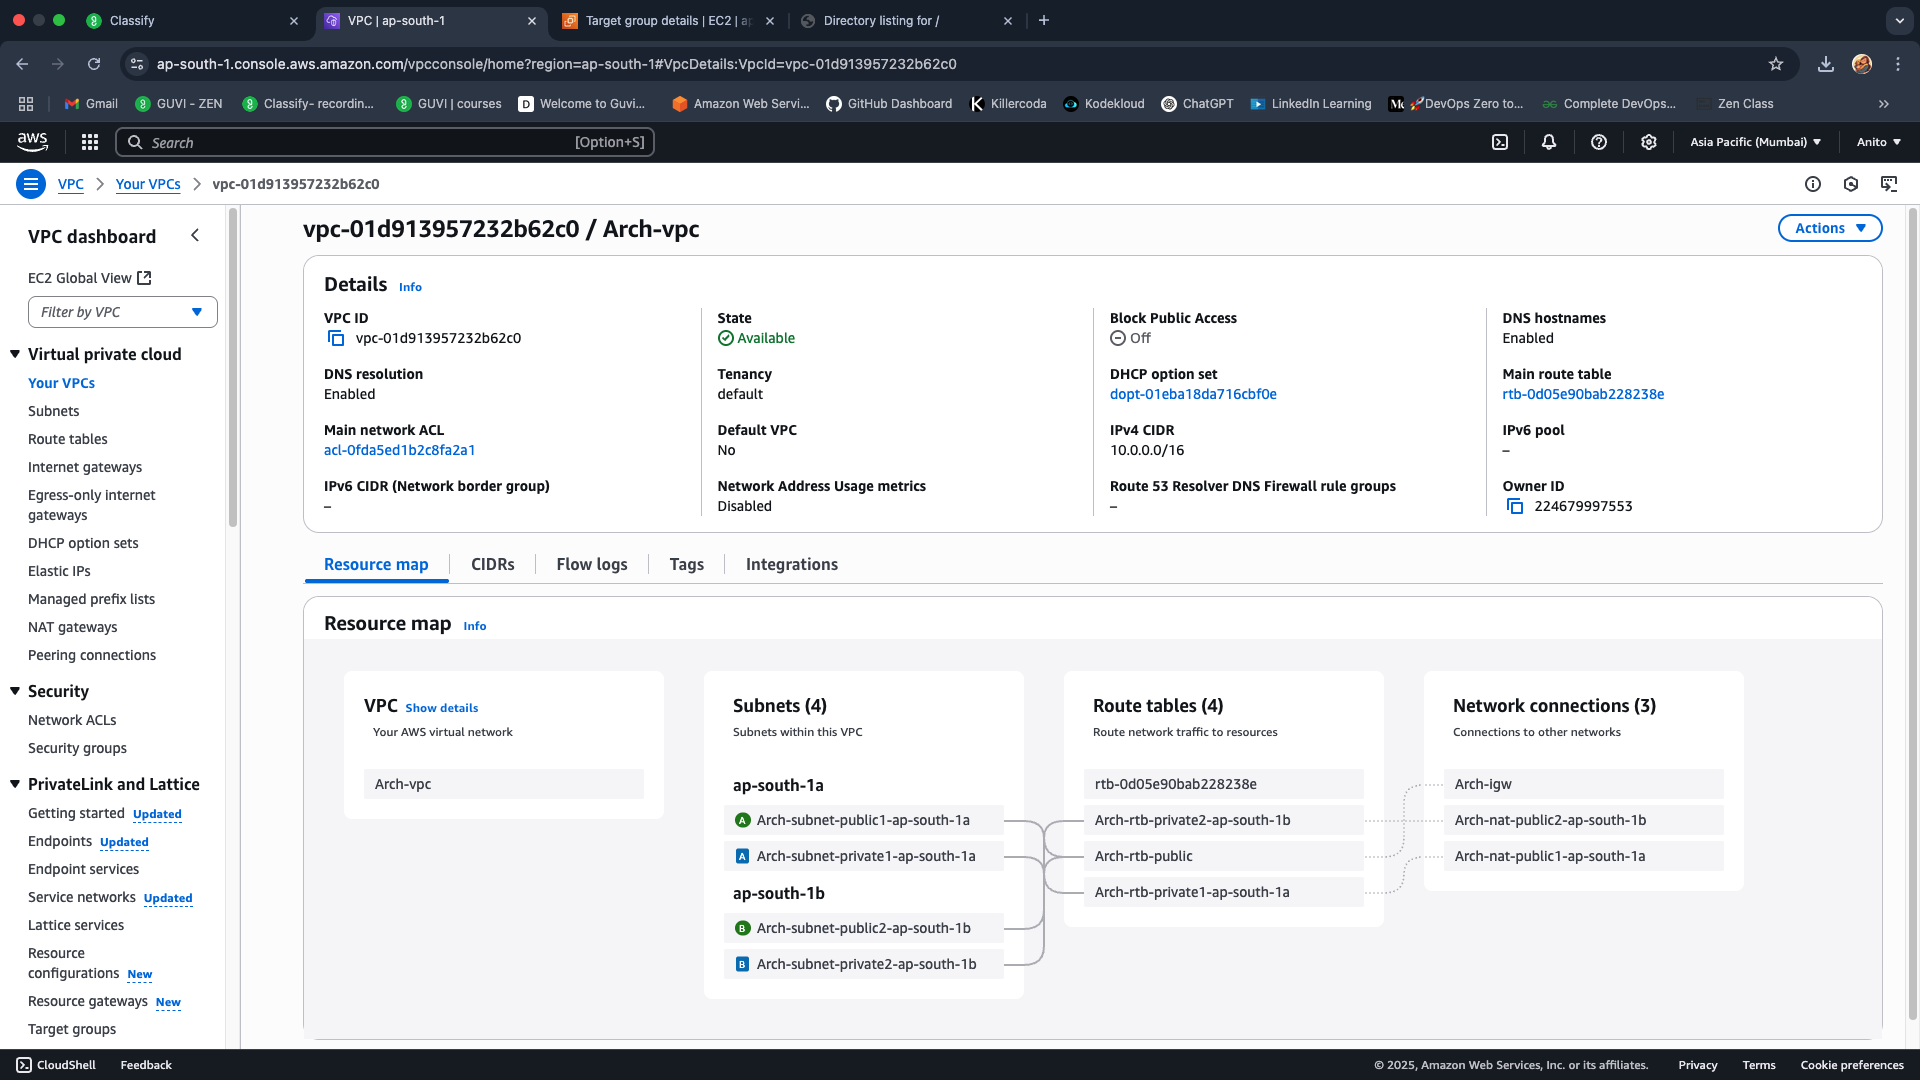 Classify
VPC | ap-south-1
Target group details | EC2 | ap
Directory listing for /
ap-south-1.console.aws.amazon.com/vpcconsole/home?region=ap-south-1#VpcDetails:VpcId=vpc-01d913957232b62c0
Gmail
GUVI - ZEN
Classify- recordin...
GUVI | courses
Welcome to Guvi...
Amazon Web Servi...
GitHub Dashboard
Killercoda
Kodekloud
ChatGPT
LinkedIn Learning
🚀DevOps Zero to...
Complete DevOps...
Zen Class
aws
Search
[Option+S]
Asia Pacific (Mumbai)
Anito
VPC
Your VPCs
vpc-01d913957232b62c0
VPC dashboard
EC2 Global View
Filter by VPC
Virtual private cloud
Your VPCs
Subnets
Route tables
Internet gateways
Egress-only internet
gateways
DHCP option sets
Elastic IPs
Managed prefix lists
NAT gateways
Peering connections
Security
Network ACLs
Security groups
PrivateLink and Lattice
Getting started Updated
Endpoints Updated
Endpoint services
Service networks Updated
Lattice services
Resource
configurations New
Resource gateways New
Target groups
vpc-01d913957232b62c0 / Arch-vpc
Actions
Details Info
VPC ID
vpc-01d913957232b62c0
State
Available
Block Public Access
Off
DNS hostnames
Enabled
DNS resolution
Enabled
Tenancy
default
DHCP option set
dopt-01eba18da716cbf0e
Main route table
rtb-0d05e90bab228238e
Main network ACL
acl-0fda5ed1b2c8fa2a1
Default VPC
No
IPv4 CIDR
10.0.0.0/16
IPv6 pool
–
IPv6 CIDR (Network border group)
–
Network Address Usage metrics
Disabled
Route 53 Resolver DNS Firewall rule groups
–
Owner ID
224679997553
Resource map
CIDRs
Flow logs
Tags
Integrations
Resource map Info
VPC Show details
Your AWS virtual network
Arch-vpc
Subnets (4)
Subnets within this VPC
ap-south-1a
A Arch-subnet-public1-ap-south-1a
A Arch-subnet-private1-ap-south-1a
ap-south-1b
B Arch-subnet-public2-ap-south-1b
B Arch-subnet-private2-ap-south-1b
Route tables (4)
Route network traffic to resources
rtb-0d05e90bab228238e
Arch-rtb-private2-ap-south-1b
Arch-rtb-public
Arch-rtb-private1-ap-south-1a
Network connections (3)
Connections to other networks
Arch-igw
Arch-nat-public2-ap-south-1b
Arch-nat-public1-ap-south-1a
CloudShell
Feedback
© 2025, Amazon Web Services, Inc. or its affiliates.
Privacy
Terms
Cookie preferences